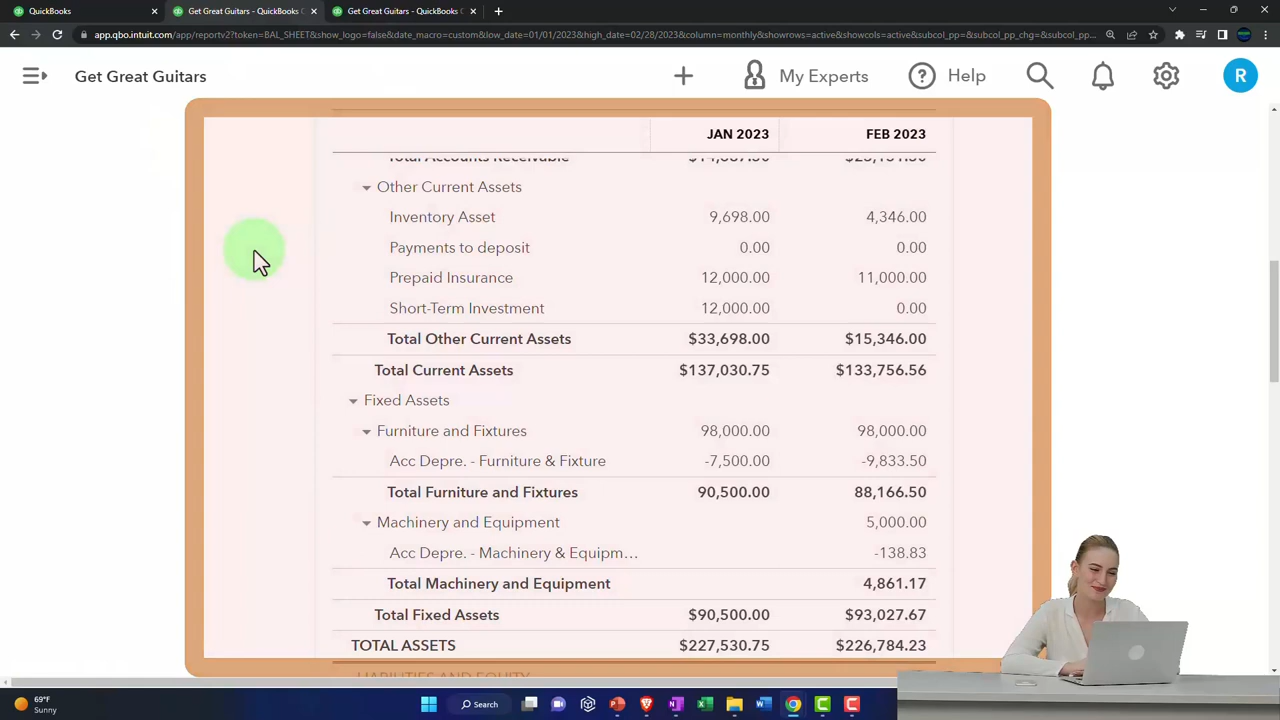 QuickBooks
Get Great Guitars - QuickBooks
Get Great Guitars - QuickBooks
app.qbo.intuit.com/app/reportv2?token=BAL_SHEET&show_logo=false&date_macro=custom&low_date=01/01/2023&high_date=02/28/2023&column=monthly&showrows=active&showcols=active&subcol_pp=&subcol_pp_chg=&subcol_pp_...
Get Great Guitars My Experts Help R
JAN 2023 FEB 2023
Total Accounts Receivable
Other Current Assets
Inventory Asset 9,698.00 4,346.00
Payments to deposit 0.00 0.00
Prepaid Insurance 12,000.00 11,000.00
Short-Term Investment 12,000.00 0.00
Total Other Current Assets $33,698.00 $15,346.00
Total Current Assets $137,030.75 $133,756.56
Fixed Assets
Furniture and Fixtures 98,000.00 98,000.00
Acc Depre. - Furniture & Fixture -7,500.00 -9,833.50
Total Furniture and Fixtures 90,500.00 88,166.50
Machinery and Equipment 5,000.00
Acc Depre. - Machinery & Equipm... -138.83
Total Machinery and Equipment 4,861.17
Total Fixed Assets $90,500.00 $93,027.67
TOTAL ASSETS $227,530.75 $226,784.23
LIABILITIES AND EQUITY
69°F
Sunny
Search